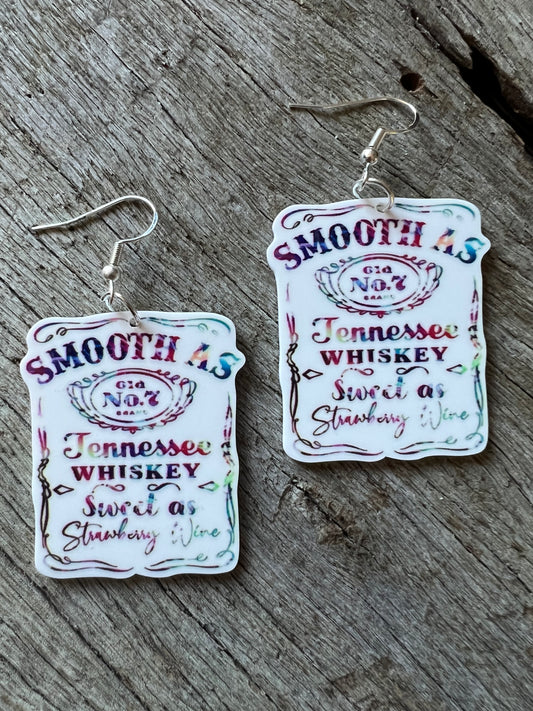 SMOOTH AS
Old
No.7
BRAND
Tennessee
WHISKEY
Sweet as
Strawberry Wine
SMOOTH AS
Old
No.7
BRAND
Tennessee
WHISKEY
Sweet as
Strawberry Wine